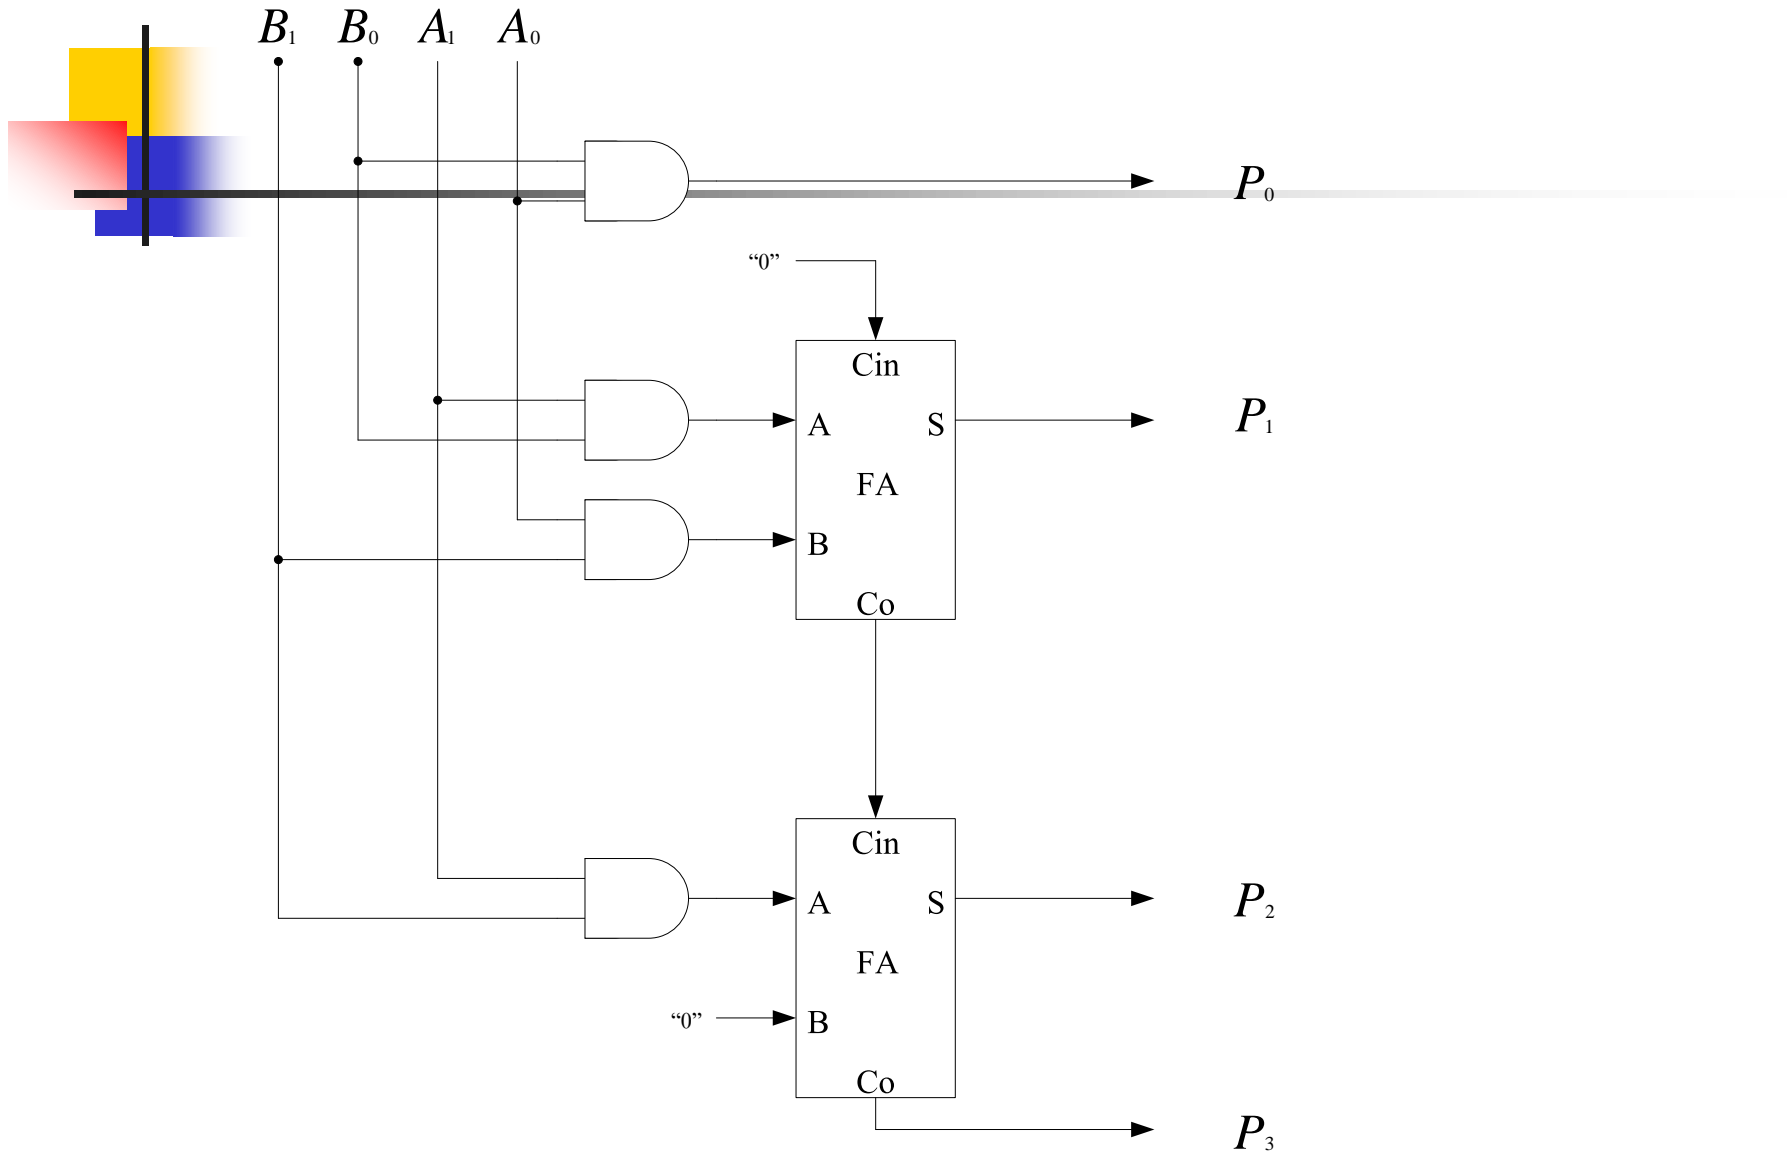 B₁ B₀ A₁ A₀
P₀
“0”
Cin
A S P₁
FA
B
Co
Cin
A S P₂
FA
“0” B
Co
P₃